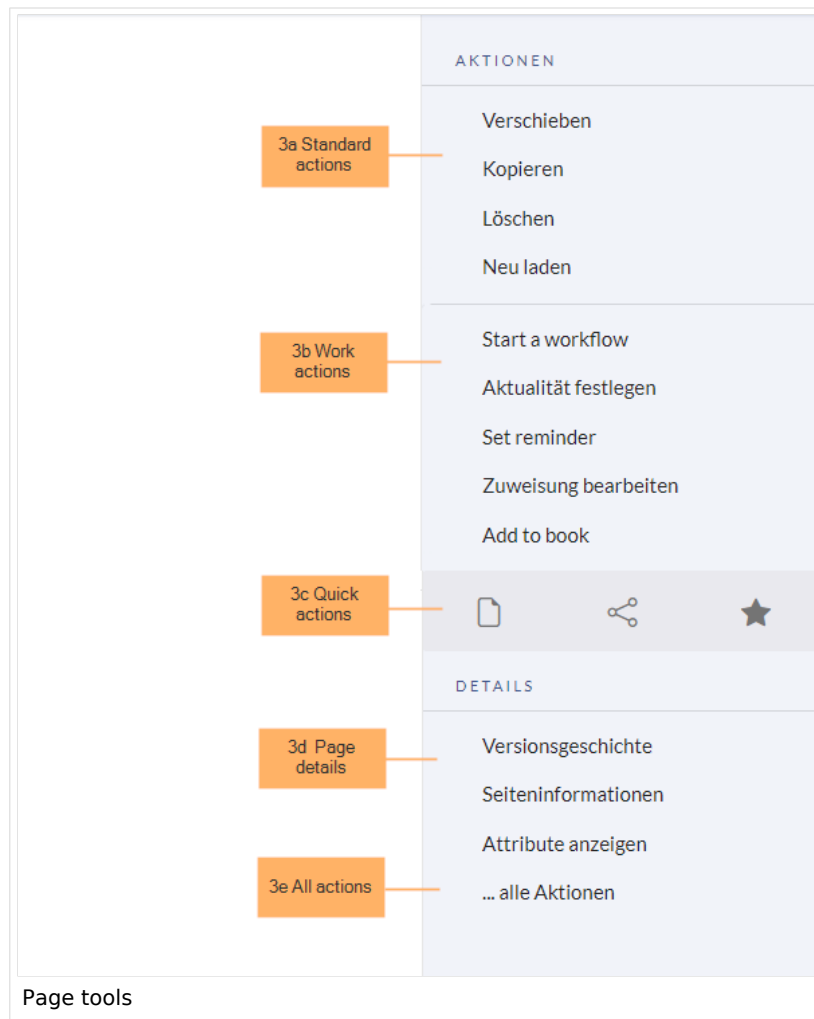 AKTIONEN
Verschieben
3a Standard
actions
Kopieren
Löschen
Neu laden
Start a workflow
3b Work
actions
Aktualität festlegen
Set reminder
Zuweisung bearbeiten
Add to book
3c Quick
actions
DETAILS
3d Page
details
Versionsgeschichte
Seiteninformationen
Attribute anzeigen
3e All actions
... alle Aktionen
Page tools